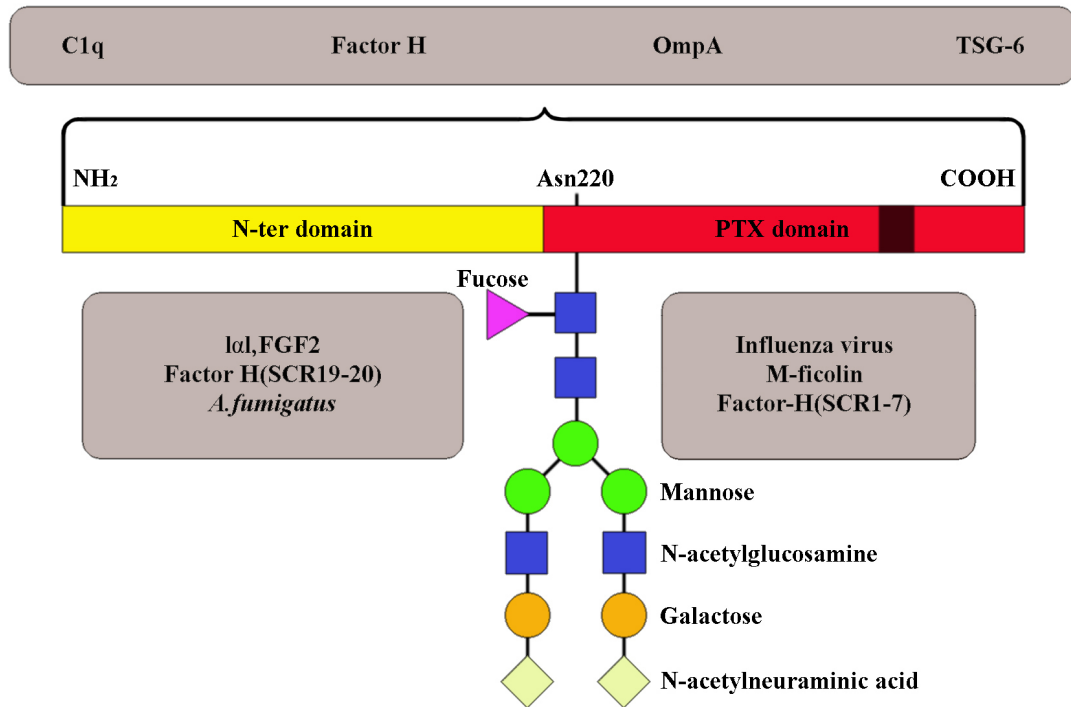 C1q Factor H OmpA TSG-6
NH₂ Asn220 COOH
N-ter domain PTX domain
Fucose
lαl,FGF2
Factor H(SCR19-20)
A.fumigatus
Influenza virus
M-ficolin
Factor-H(SCR1-7)
Mannose
N-acetylglucosamine
Galactose
N-acetylneuraminic acid